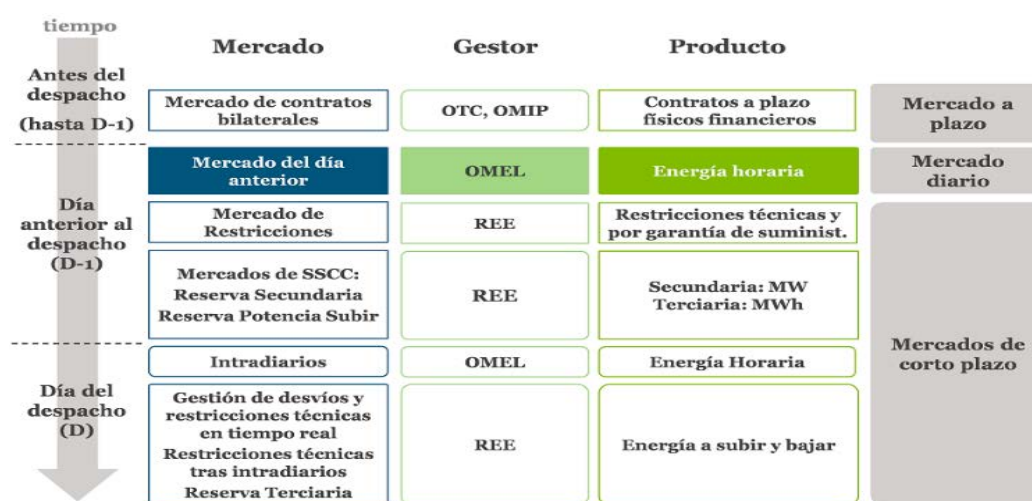 tiempo
Mercado
Gestor
Producto
Antes del
despacho
(hasta D-1)
Mercado de contratos
bilaterales
OTC, OMIP
Contratos a plazo
físicos financieros
Mercado a
plazo
Mercado del día
anterior
OMEL
Energía horaria
Mercado
diario
Día
anterior al
despacho
(D-1)
Mercado de
Restricciones
REE
Restricciones técnicas y
por garantía de suminist.
Mercados de SSCC:
Reserva Secundaria
Reserva Potencia Subir
REE
Secundaria: MW
Terciaria: MWh
Mercados de
corto plazo
Día del
despacho
(D)
Intradiarios
OMEL
Energía Horaria
Gestión de desvíos y
restricciones técnicas
en tiempo real
Restricciones técnicas
tras intradiarios
Reserva Terciaria
REE
Energía a subir y bajar